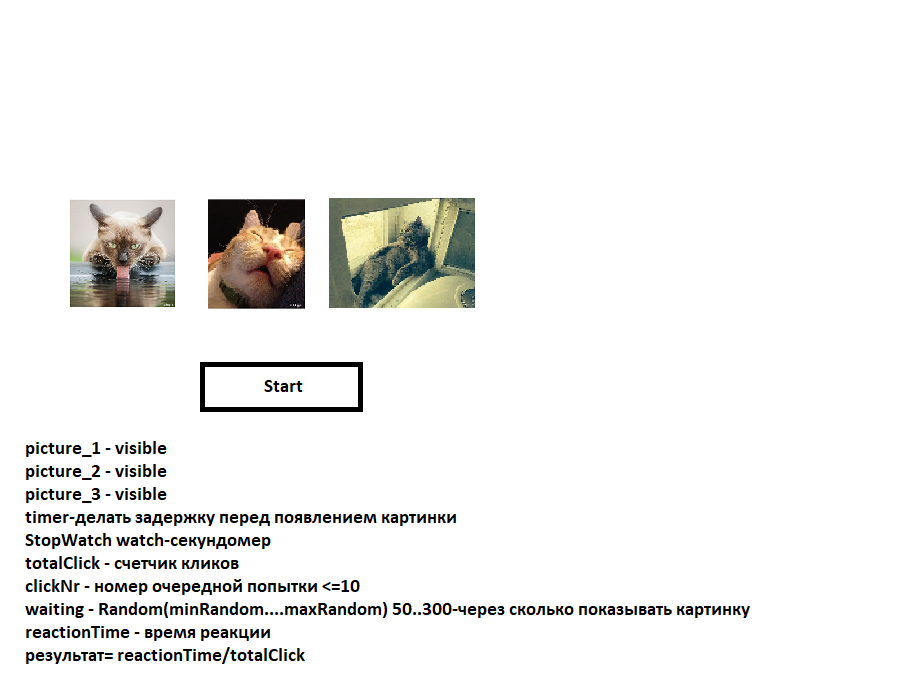 Start
picture_1 - visible
picture_2 - visible
picture_3 - visible
timer-делать задержку перед появлением картинки
StopWatch watch-секундомер
totalClick - счетчик кликов
clickNr - номер очередной попытки <=10
waiting - Random(minRandom....maxRandom) 50..300-через сколько показывать картинку
reactionTime - время реакции
результат= reactionTime/totalClick